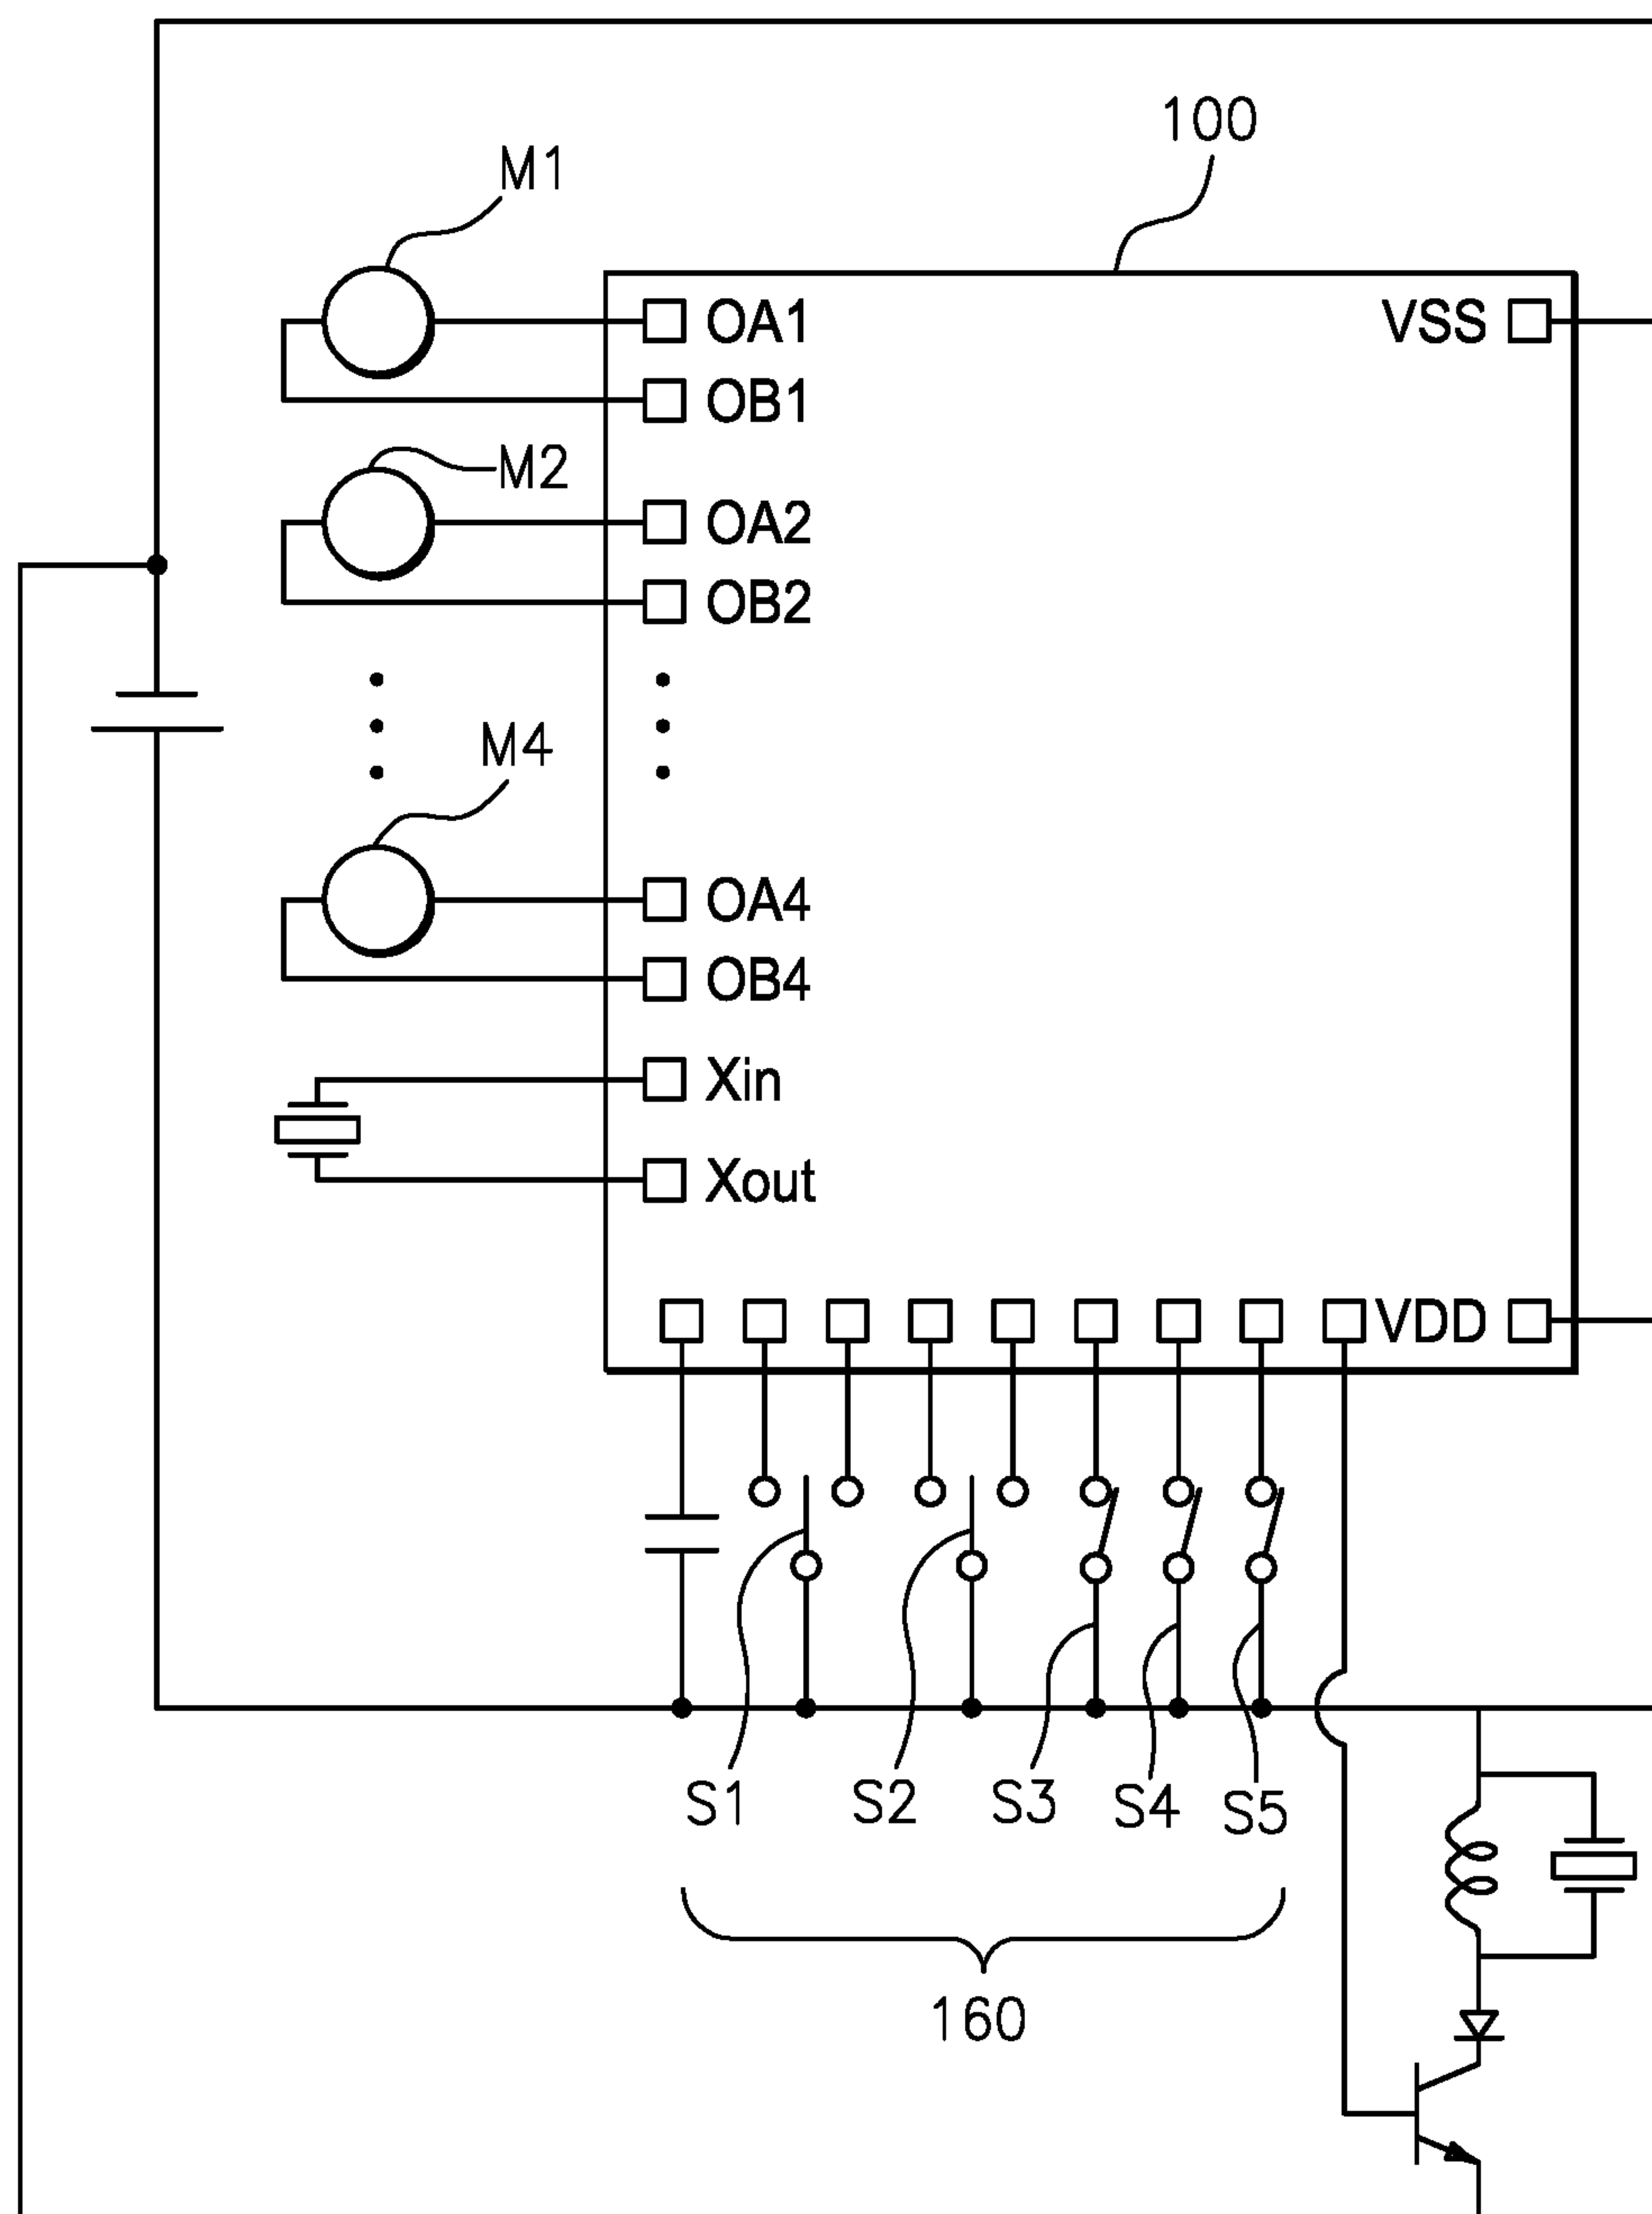 100
M1
OA1
VSS
OB1
M2
OA2
OB2
M4
OA4
OB4
Xin
Xout
VDD
S1
S2
S3
S4
S5
160